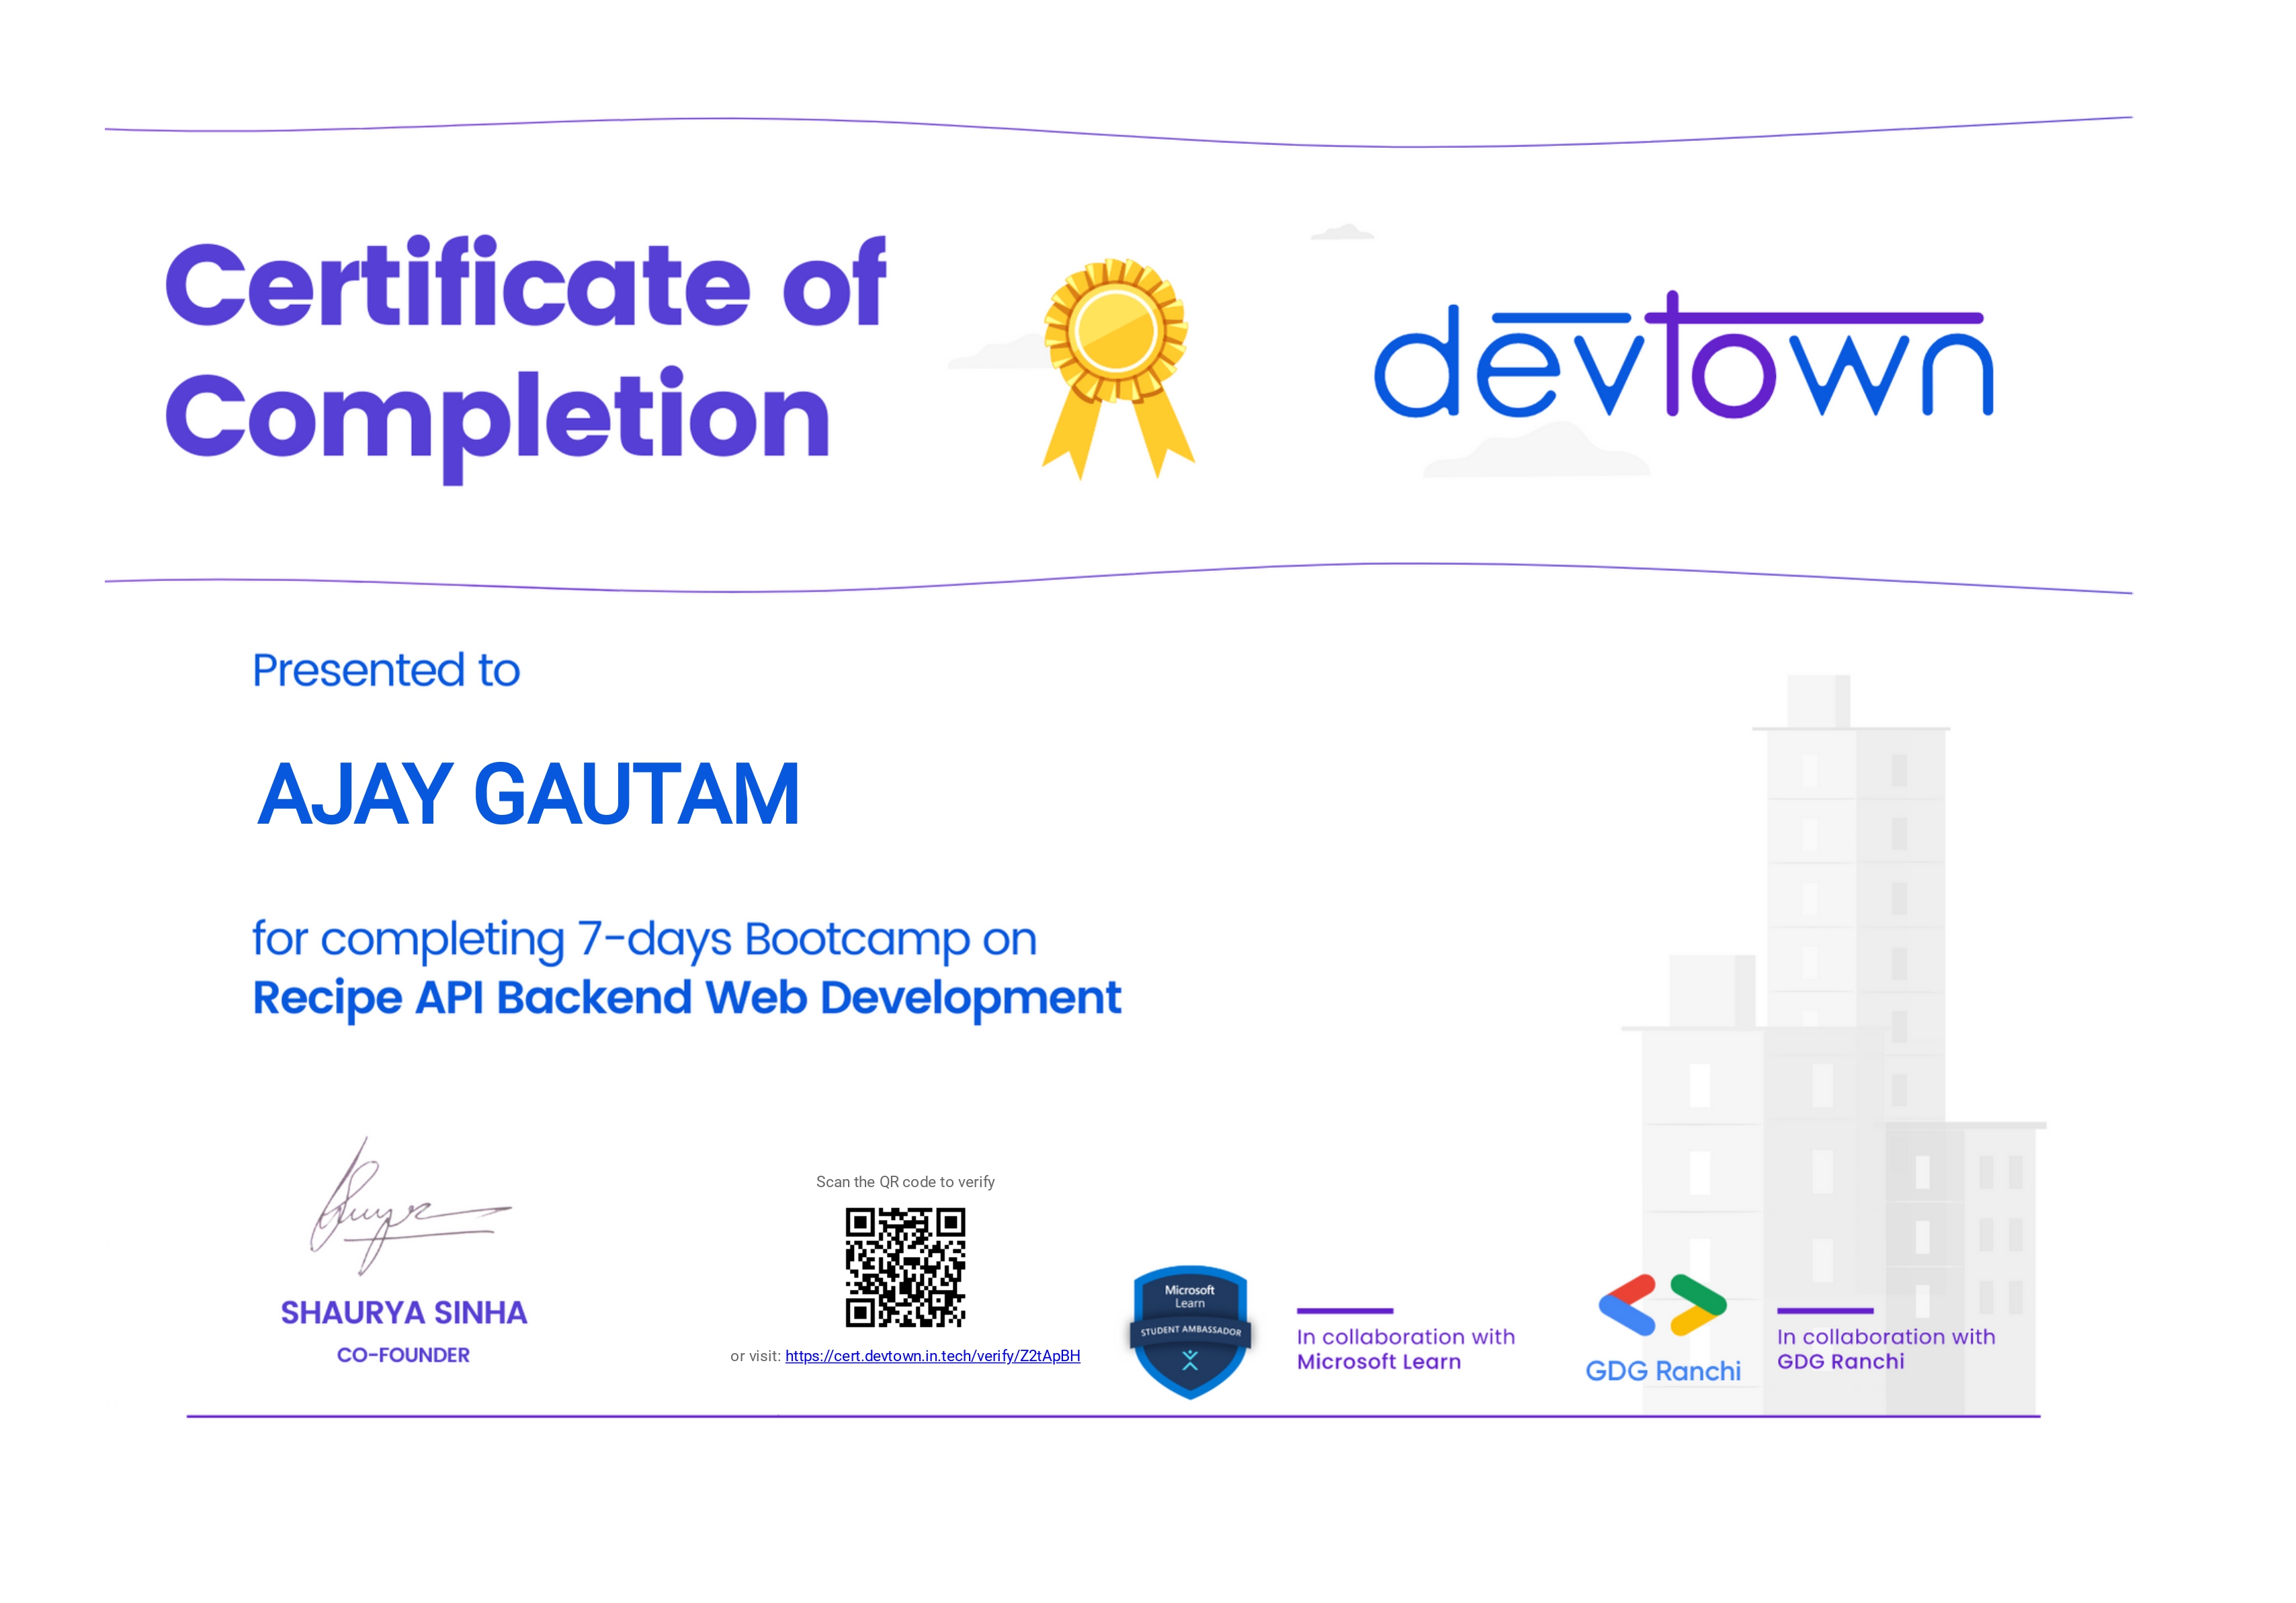 Certificate of
Completion
devtown
Presented to
AJAY GAUTAM
for completing 7-days Bootcamp on
Recipe API Backend Web Development
SHAURYA SINHA
CO-FOUNDER
Scan the QR code to verify
or visit: https://cert.devtown.in.tech/verify/Z2tApBH
Microsoft
Learn
STUDENT AMBASSADOR
In collaboration with
Microsoft Learn
GDG Ranchi
In collaboration with
GDG Ranchi